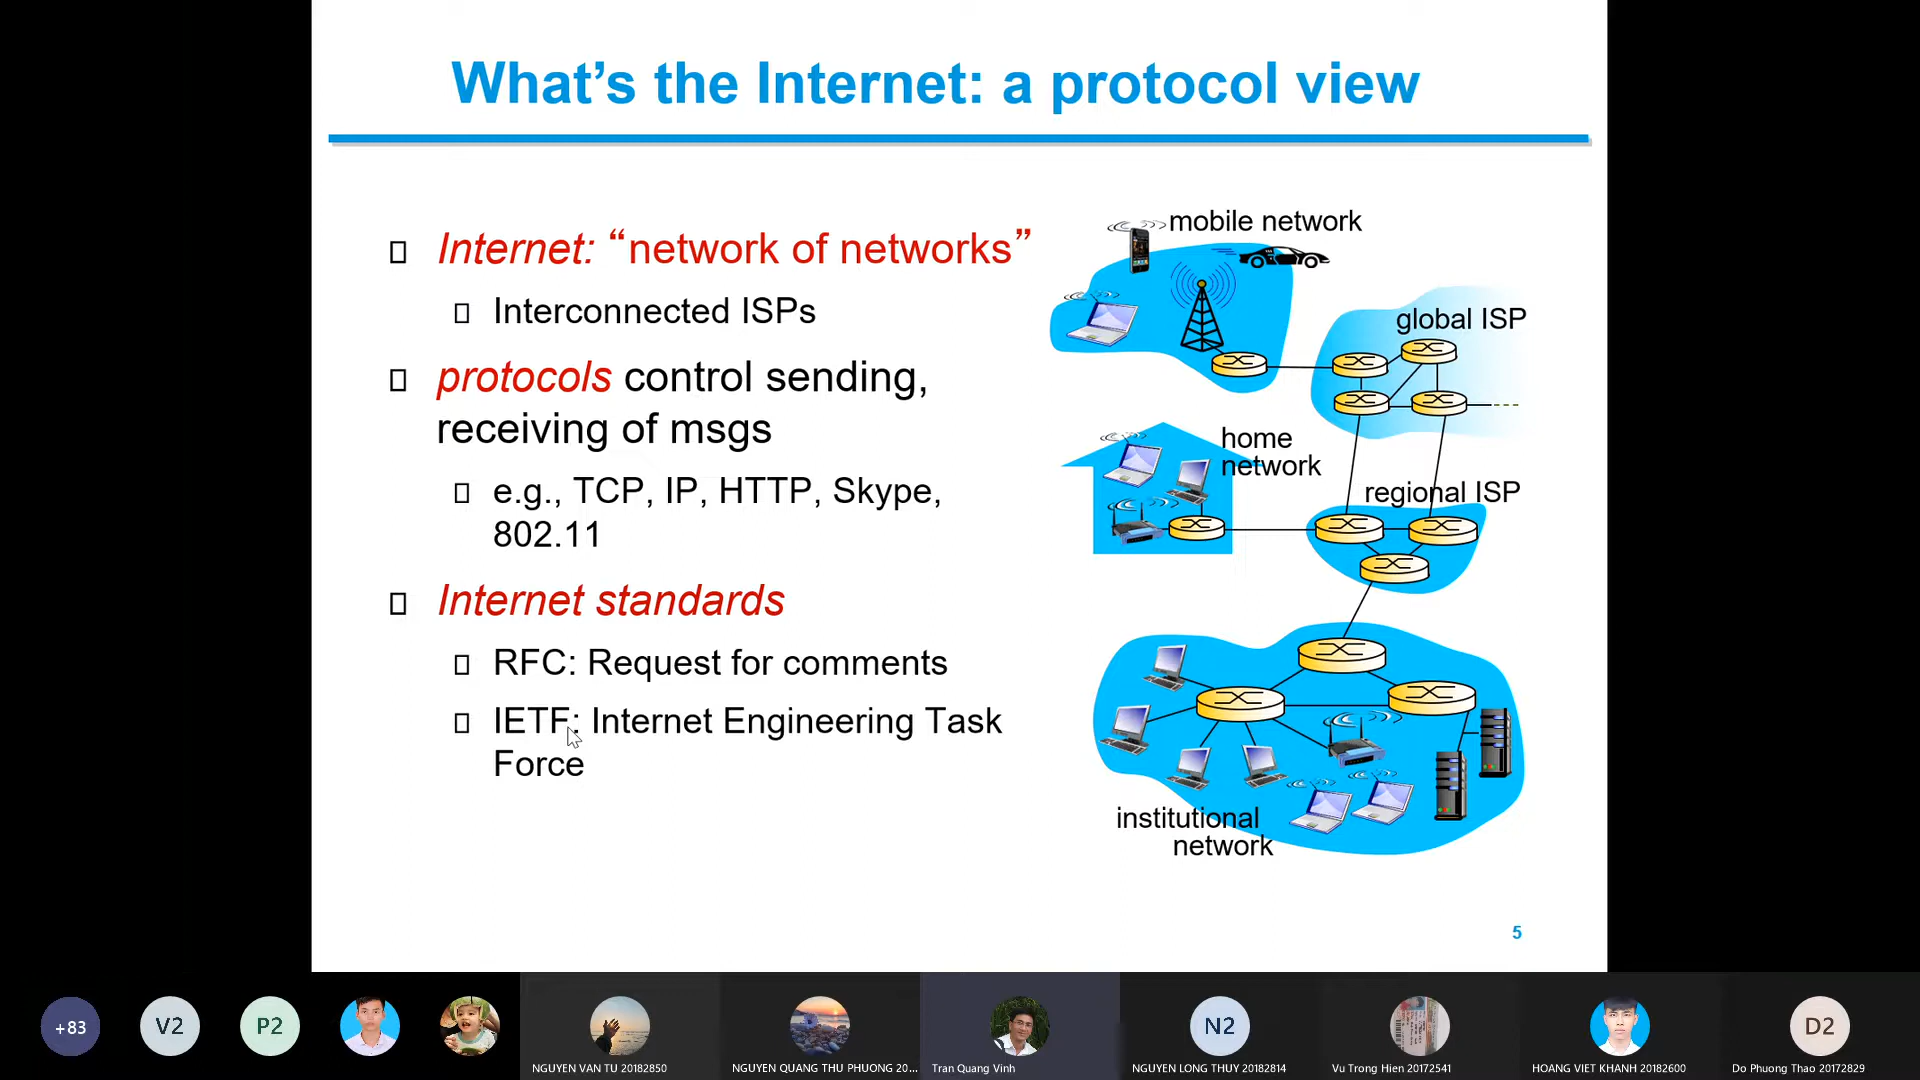 What’s the Internet: a protocol view
Internet: “network of networks”
Interconnected ISPs
protocols control sending,
receiving of msgs
e.g., TCP, IP, HTTP, Skype,
802.11
Internet standards
RFC: Request for comments
IETF: Internet Engineering Task
Force
mobile network
global ISP
home
network
regional ISP
institutional
network
5
+83
V2
P2
N2
D2
NGUYEN VAN TU 20182850
NGUYEN QUANG THU PHUONG 20...
Tran Quang Vinh
NGUYEN LONG THUY 20182814
Vu Trong Hien 20172541
HOANG VIET KHANH 20182600
Do Phuong Thao 20172829